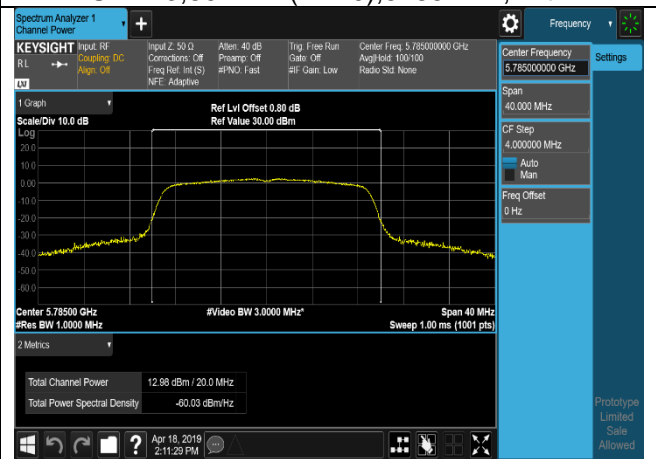 Spectrum Analyzer 1
Channel Power
+
Frequency
KEYSIGHT
RL
LXI
Input: RF
Coupling: DC
Align: Off
Input Z: 50 Ω
Corrections: Off
Freq Ref: Int (S)
NFE: Adaptive
Atten: 40 dB
Preamp: Off
#PNO: Fast
Trig: Free Run
Gate: Off
#IF Gain: Low
Center Freq: 5.785000000 GHz
Avg|Hold: 100/100
Radio Std: None
Center Frequency
5.785000000 GHz
Settings
Span
40.000 MHz
CF Step
4.000000 MHz
Auto
Man
Freq Offset
0 Hz
1 Graph
Scale/Div 10.0 dB
Ref Lvl Offset 0.80 dB
Ref Value 30.00 dBm
Log
20.0
10.0
0.00
-10.0
-20.0
-30.0
-40.0
-50.0
-60.0
Center 5.78500 GHz
#Video BW 3.0000 MHz*
Span 40 MHz
#Res BW 1.0000 MHz
Sweep 1.00 ms (1001 pts)
2 Metrics
Total Channel Power 12.98 dBm / 20.0 MHz
Total Power Spectral Density -60.03 dBm/Hz
Prototype
Limited
Sale
Allowed
?
Apr 18, 2019
2:11:29 PM